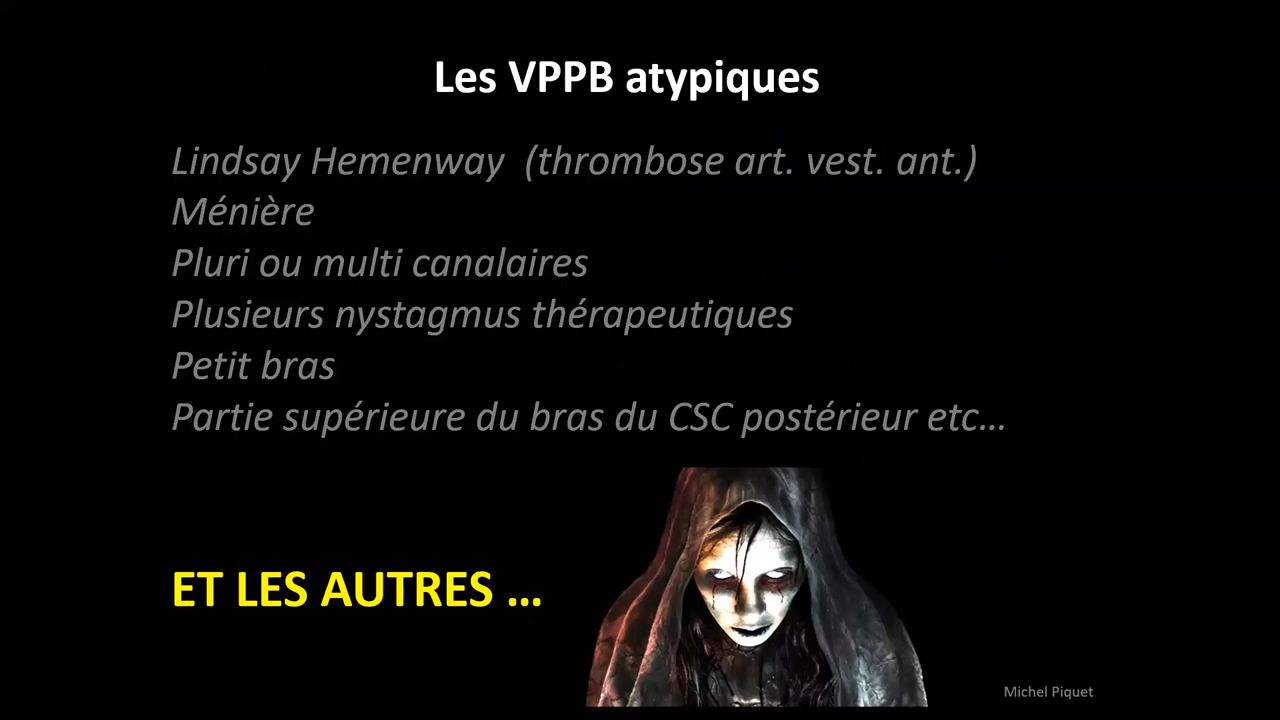 Les VPPB atypiques
Lindsay Hemenway (thrombose art. vest. ant.)
Ménière
Pluri ou multi canalaires
Plusieurs nystagmus thérapeutiques
Petit bras
Partie supérieure du bras du CSC postérieur etc…
ET LES AUTRES …
Michel Piquet